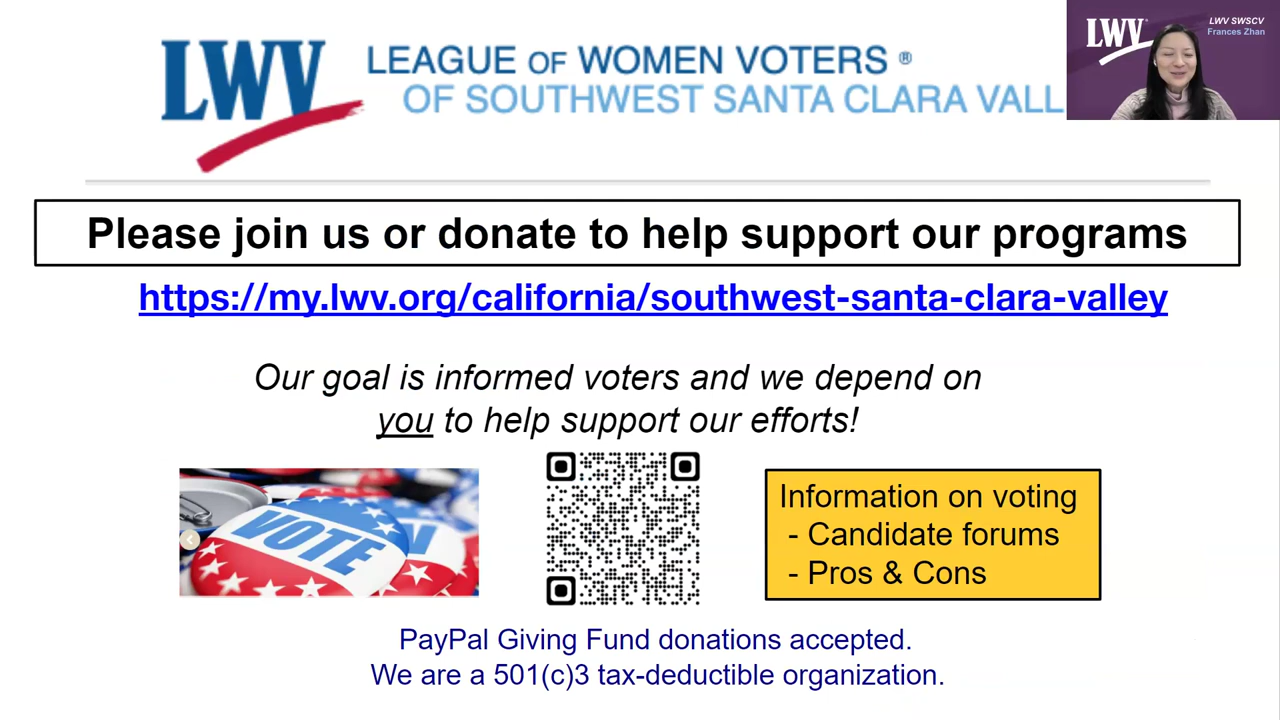 LWV
LEAGUE OF WOMEN VOTERS ®
OF SOUTHWEST SANTA CLARA VALL
LWV
LWV SWSCV
Frances Zhan
Please join us or donate to help support our programs
https://my.lwv.org/california/southwest-santa-clara-valley
Our goal is informed voters and we depend on
you to help support our efforts!
VOTE
Information on voting
- Candidate forums
- Pros & Cons
PayPal Giving Fund donations accepted.
We are a 501(c)3 tax-deductible organization.